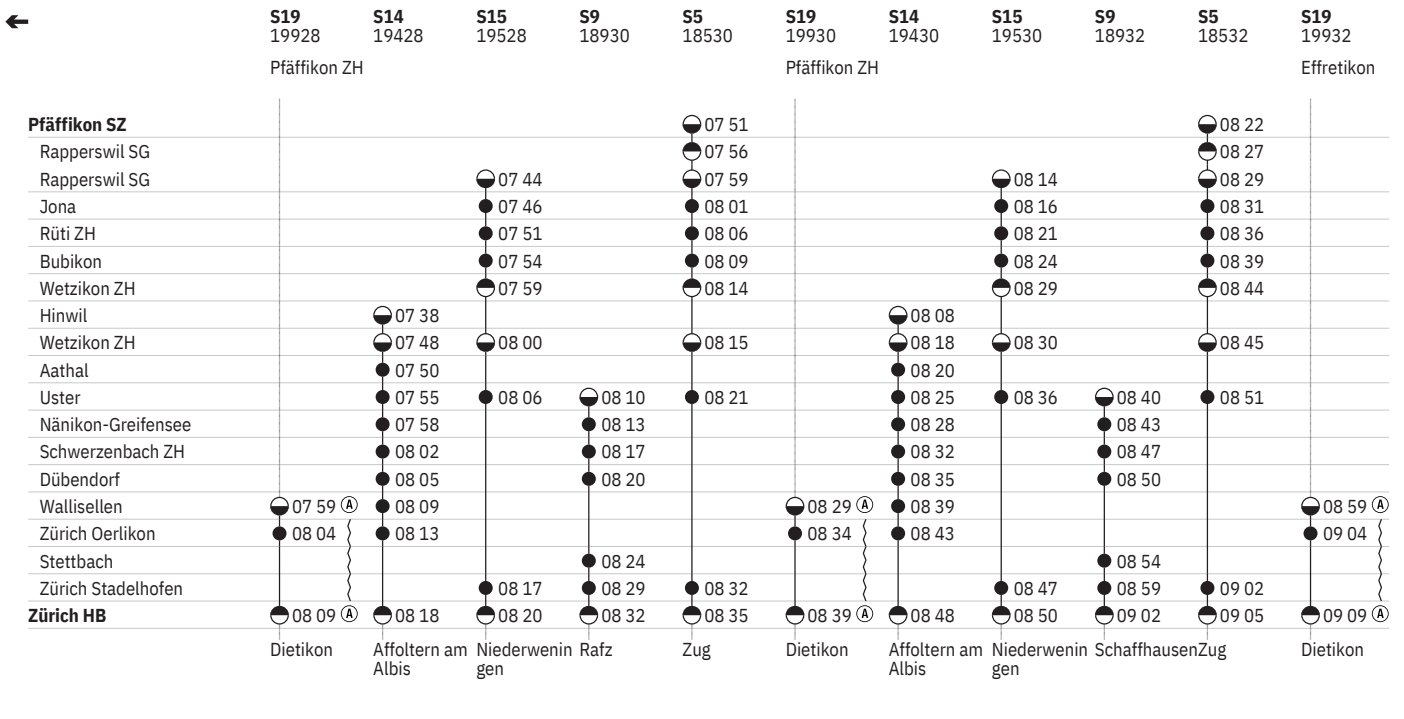 S19 S14 S15 S9 S5 S19 S14 S15 S9 S5 S19
19928 19428 19528 18930 18530 19930 19430 19530 18932 18532 19932
Pfäffikon ZH Pfäffikon ZH Effretikon
Pfäffikon SZ 07 51 08 22
Rapperswil SG 07 56 08 27
Rapperswil SG 07 44 07 59 08 14 08 29
Jona 07 46 08 01 08 16 08 31
Rüti ZH 07 51 08 06 08 21 08 36
Bubikon 07 54 08 09 08 24 08 39
Wetzikon ZH 07 59 08 14 08 29 08 44
Hinwil 07 38 08 08
Wetzikon ZH 07 48 08 00 08 15 08 18 08 30 08 45
Aathal 07 50 08 20
Uster 07 55 08 06 08 10 08 21 08 25 08 36 08 40 08 51
Nänikon-Greifensee 07 58 08 13 08 28 08 43
Schwerzenbach ZH 08 02 08 17 08 32 08 47
Dübendorf 08 05 08 20 08 35 08 50
Wallisellen 07 59 A 08 09 08 29 A 08 39 08 59 A
Zürich Oerlikon 08 04 08 13 08 34 08 43 09 04
Stettbach 08 24 08 54
Zürich Stadelhofen 08 17 08 29 08 32 08 47 08 59 09 02
Zürich HB 08 09 A 08 18 08 20 08 32 08 35 08 39 A 08 48 08 50 09 02 09 05 09 09 A
Dietikon Affoltern am Niederwenin Rafz Zug Dietikon Affoltern am Niederwenin Schaffhausen Zug Dietikon
Albis gen Albis gen